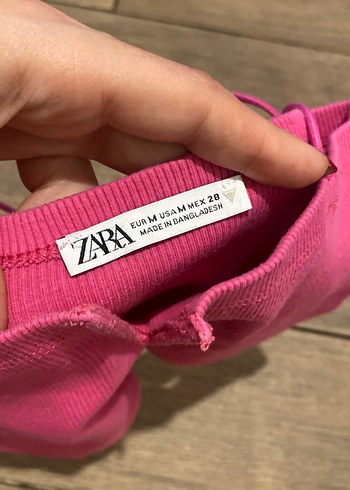 ZARA
EUR M USA M MEX 28
MADE IN BANGLADESH